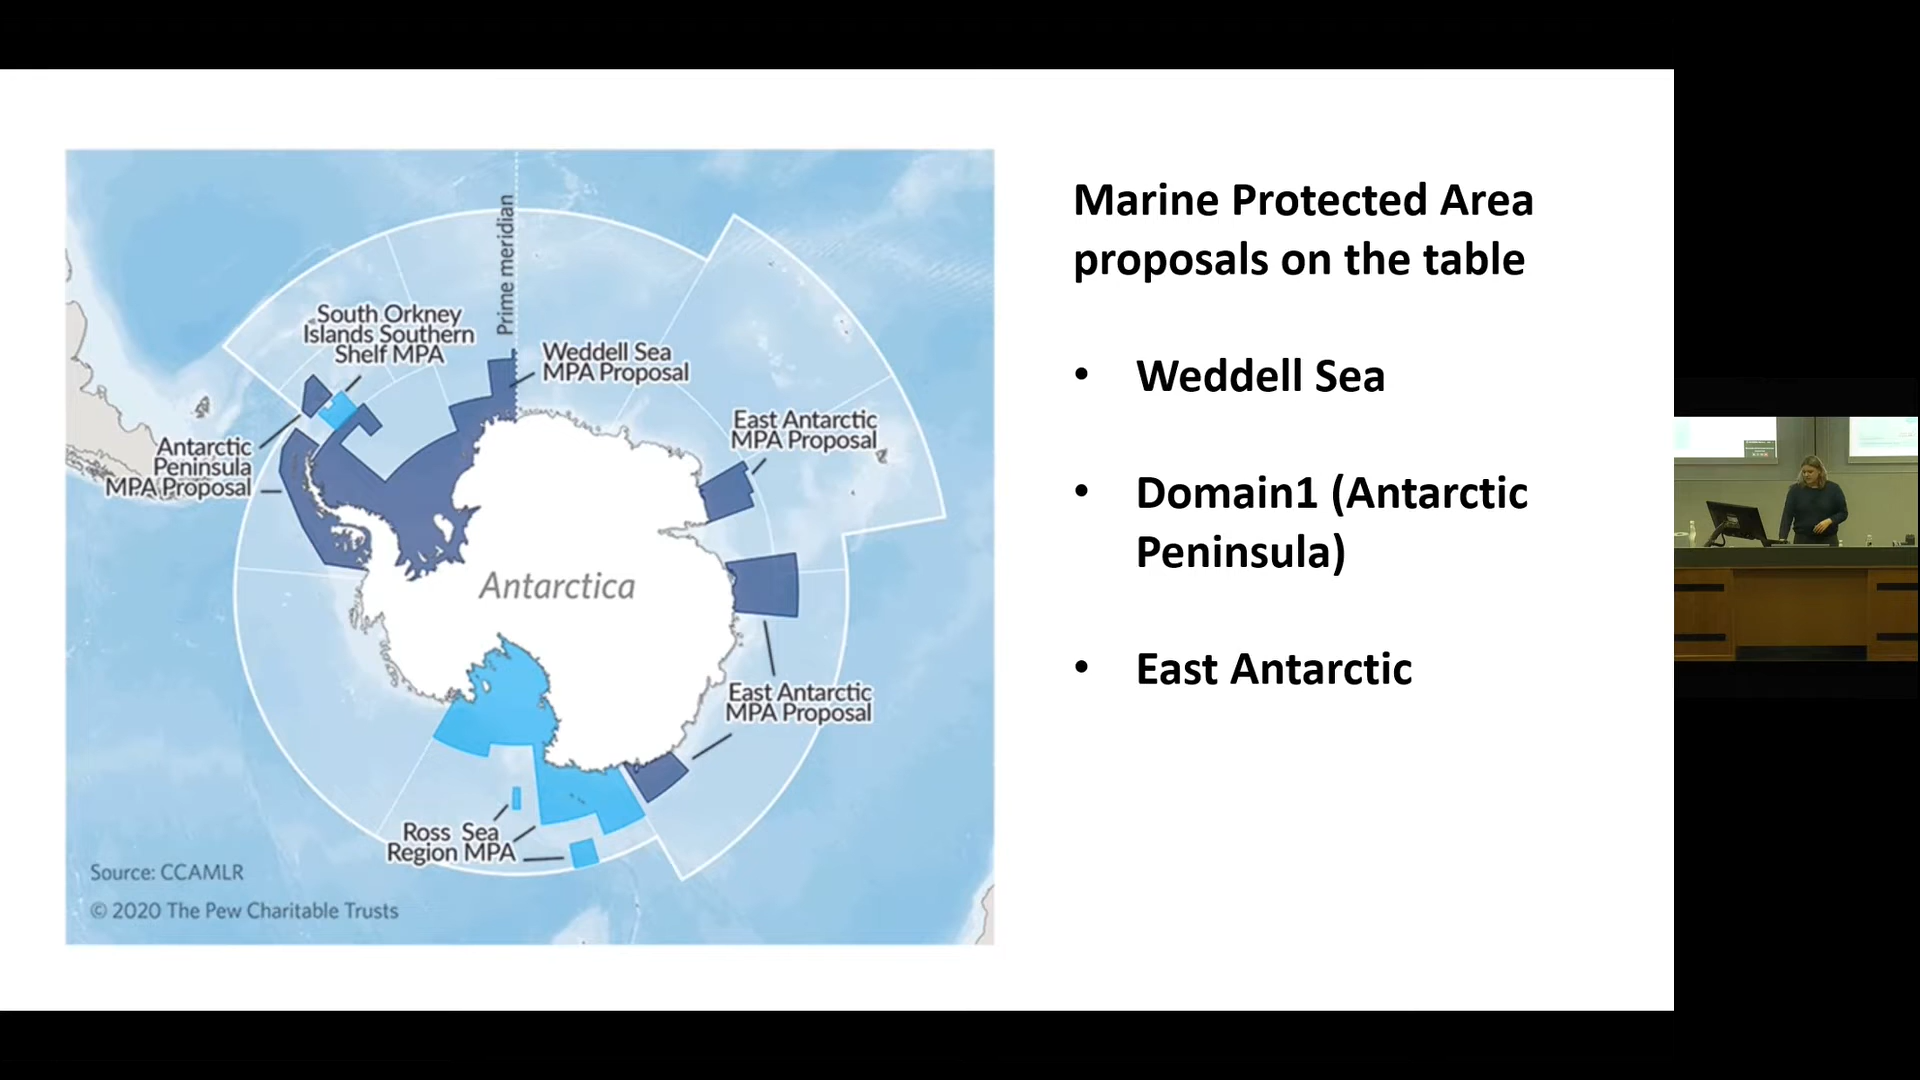 Prime meridian
South Orkney
Islands Southern
Shelf MPA
Weddell Sea
MPA Proposal
East Antarctic
MPA Proposal
Antarctic
Peninsula
MPA Proposal
Antarctica
East Antarctic
MPA Proposal
Ross Sea
Region MPA
Source: CCAMLR
© 2020 The Pew Charitable Trusts
Marine Protected Area
proposals on the table
• Weddell Sea
• Domain1 (Antarctic
Peninsula)
• East Antarctic